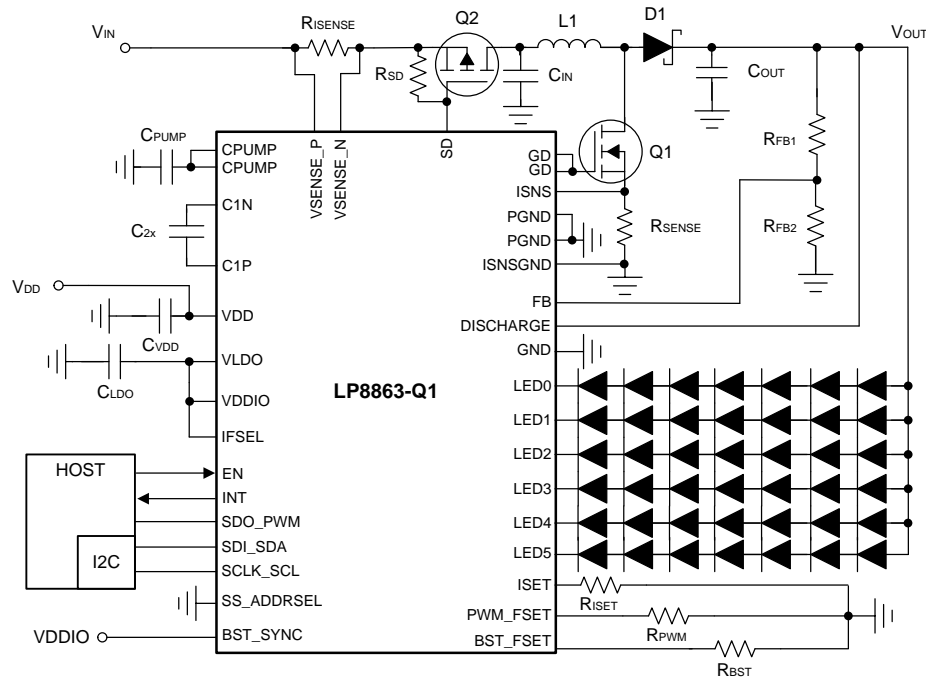 VIN
RISENSE
Q2
L1
D1
VOUT
RSD
CIN
COUT
CPUMP
CPUMP
CPUMP
VSENSE_P
VSENSE_N
SD
GD
GD
Q1
RFB1
ISNS
C1N
C2x
C1P
PGND
PGND
RSENSE
RFB2
ISNSGND
VDD
VDD
CVDD
FB
DISCHARGE
GND
VLDO
CLDO
VDDIO
IFSEL
LP8863-Q1
LED0
LED1
LED2
LED3
LED4
LED5
HOST
EN
INT
SDO_PWM
I2C
SDI_SDA
SCLK_SCL
SS_ADDRSEL
VDDIO
BST_SYNC
ISET
RISET
PWM_FSET
RPWM
BST_FSET
RBST